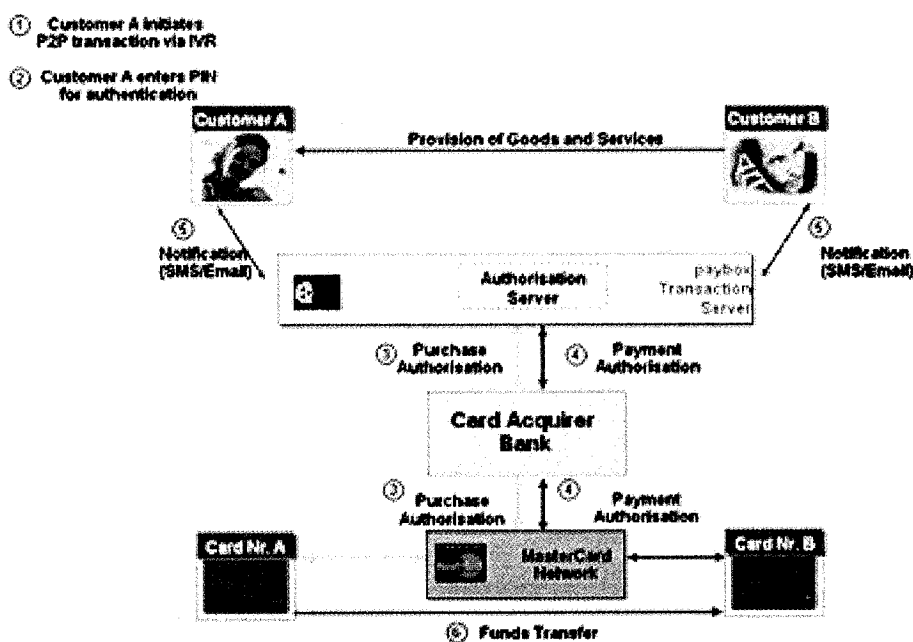 ① Customer A initiates
P2P transaction via IVR
② Customer A enters PIN
for authentication
Customer A
Customer B
Provision of Goods and Services
⑤
Notification
(SMS/Email)
⑤
Notification
(SMS/Email)
Authorisation
Server
paybox
Transaction
Server
③ Purchase
Authorisation
④ Payment
Authorisation
Card Acquirer
Bank
③ Purchase
Authorisation
④ Payment
Authorisation
Card Nr. A
MasterCard
Network
Card Nr. B
⑥ Funds Transfer